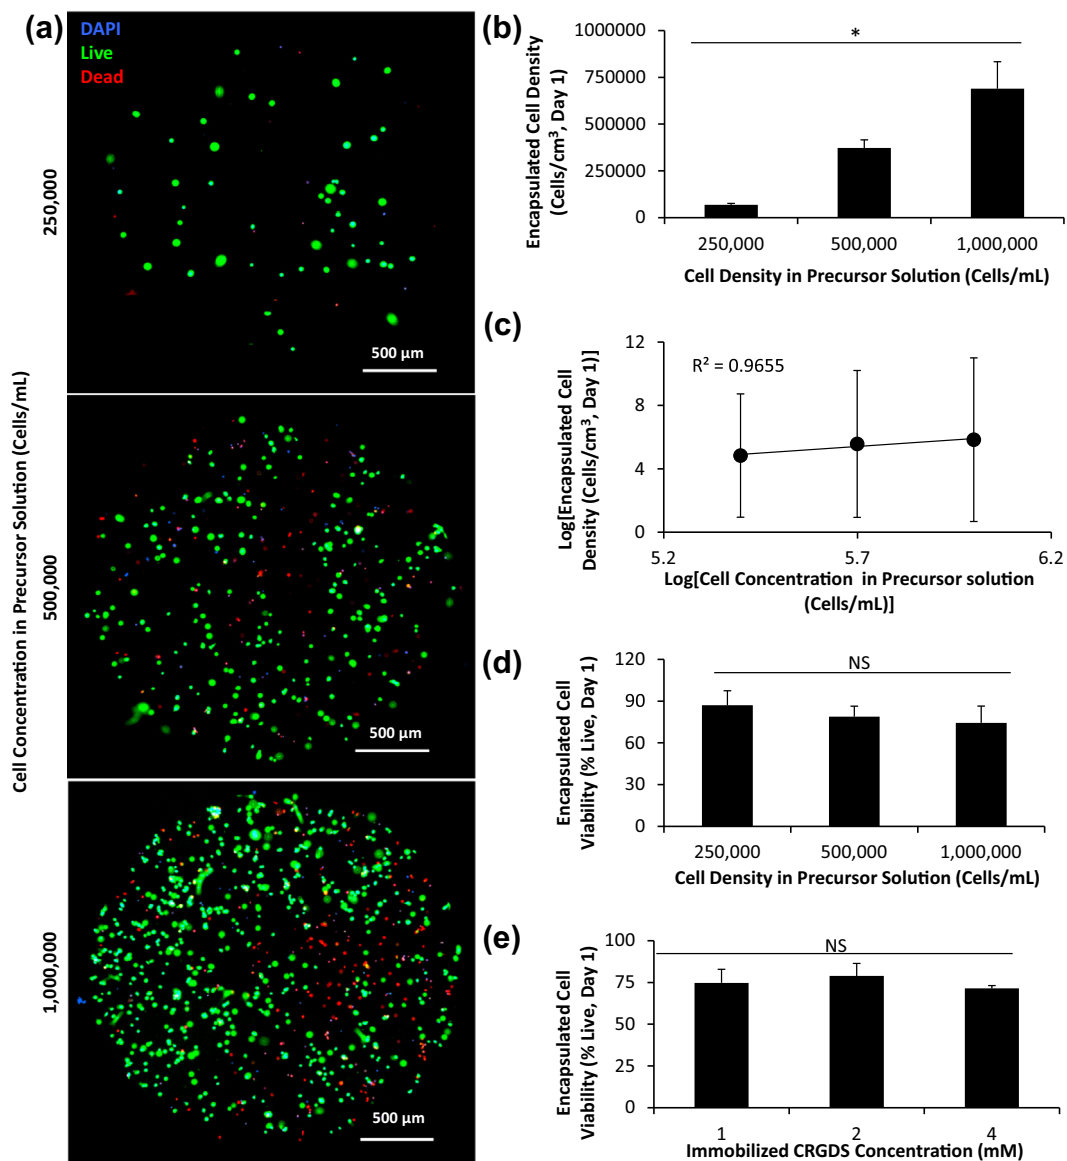 (a)
DAPI
Live
Dead
Cell Concentration in Precursor Solution (Cells/mL)
250,000
500 µm
500,000
500 µm
1,000,000
500 µm
(b)
Encapsulated Cell Density
(Cells/cm³, Day 1)
1000000
750000
500000
250000
0
*
250,000 500,000 1,000,000
Cell Density in Precursor Solution (Cells/mL)
(c)
Log[Encapsulated Cell
Density (Cells/cm³, Day 1)]
12
8
4
0
R² = 0.9655
5.2 5.7 6.2
Log[Cell Concentration in Precursor solution
(Cells/mL)]
(d)
Encapsulated Cell
Viability (% Live, Day 1)
120
90
60
30
0
NS
250,000 500,000 1,000,000
Cell Density in Precursor Solution (Cells/mL)
(e)
Encapsulated Cell
Viability (% Live, Day 1)
100
75
50
25
0
NS
1 2 4
Immobilized CRGDS Concentration (mM)